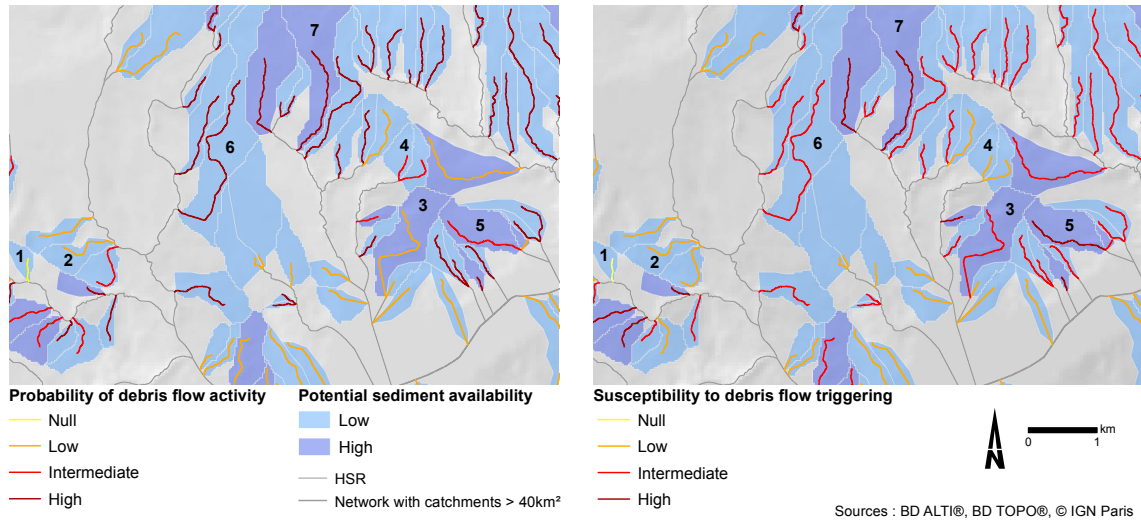 7
6
4
3
5
1
2
7
6
4
3
5
1
2
Probability of debris flow activity
Null
Low
Intermediate
High
Potential sediment availability
Low
High
HSR
Network with catchments > 40km²
Susceptibility to debris flow triggering
Null
Low
Intermediate
High
N
km
0 1
Sources : BD ALTI®, BD TOPO®, © IGN Paris